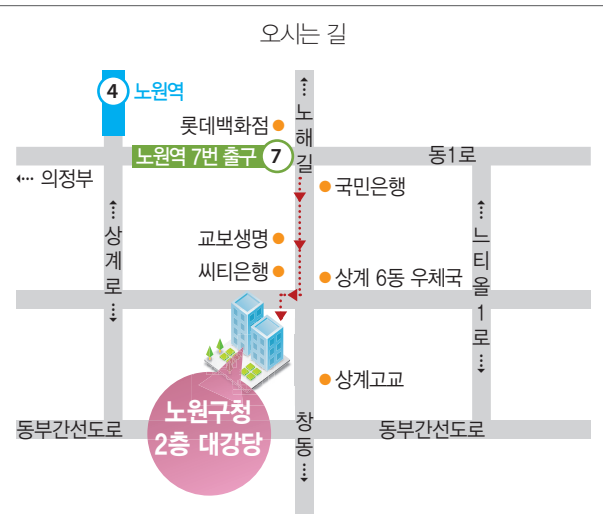 오시는 길
4 노원역
롯데백화점
노원역 7번 출구 7
노해길
동1로
의정부
국민은행
상계로
교보생명
씨티은행
상계 6동 우체국
느티울1로
상계고교
노원구청
2층 대강당
동부간선도로
창동
동부간선도로